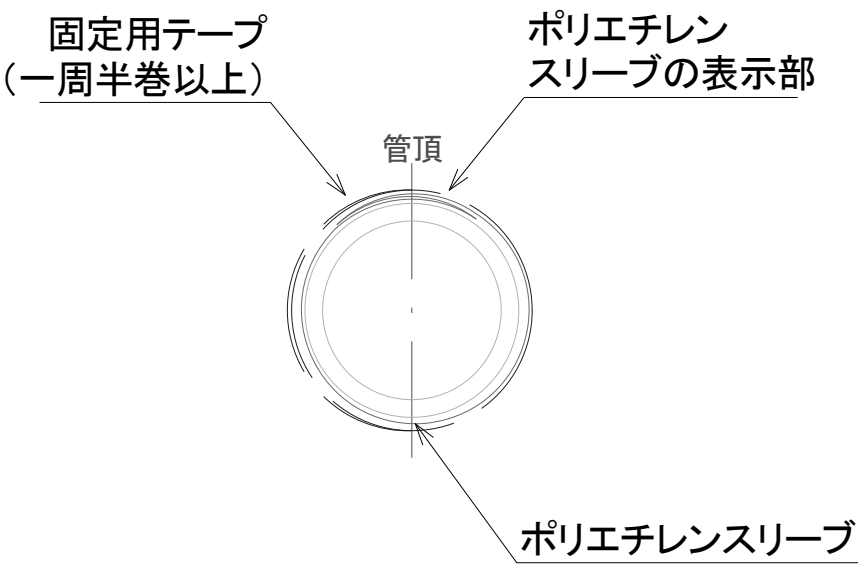 固定用テープ
（一周半巻以上）
ポリエチレン
スリーブの表示部
管頂
ポリエチレンスリーブ